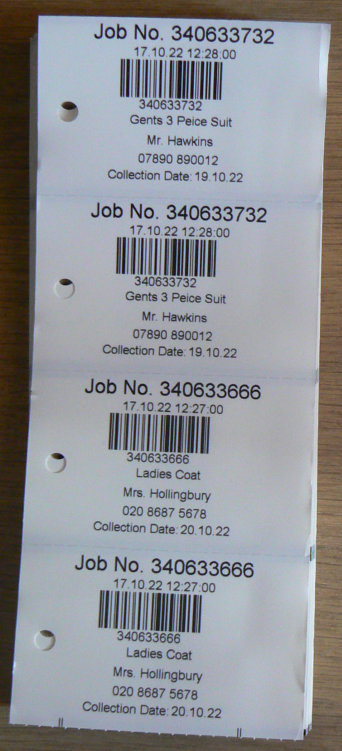 Job No. 340633732
17.10.22 12:28:00
340633732
Gents 3 Peice Suit
Mr. Hawkins
07890 890012
Collection Date: 19.10.22
Job No. 340633732
17.10.22 12:28:00
340633732
Gents 3 Peice Suit
Mr. Hawkins
07890 890012
Collection Date: 19.10.22
Job No. 340633666
17.10.22 12:27:00
340633666
Ladies Coat
Mrs. Hollingbury
020 8687 5678
Collection Date: 20.10.22
Job No. 340633666
17.10.22 12:27:00
340633666
Ladies Coat
Mrs. Hollingbury
020 8687 5678
Collection Date: 20.10.22